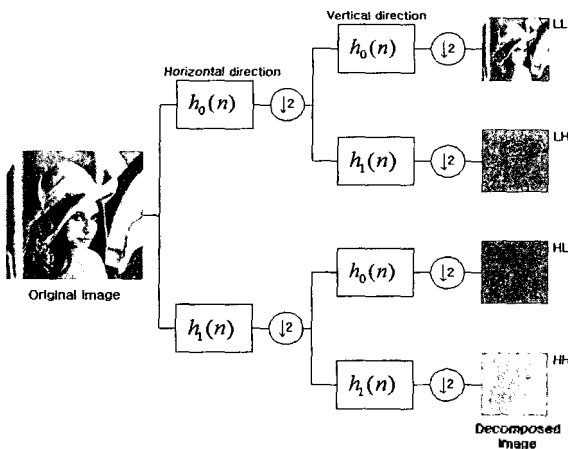 Vertical direction
LL
h₀(n)
↓2
Horizontal direction
h₀(n)
↓2
LH
h₁(n)
↓2
Original Image
HL
h₀(n)
↓2
h₁(n)
↓2
HH
h₁(n)
↓2
Decomposed
Image